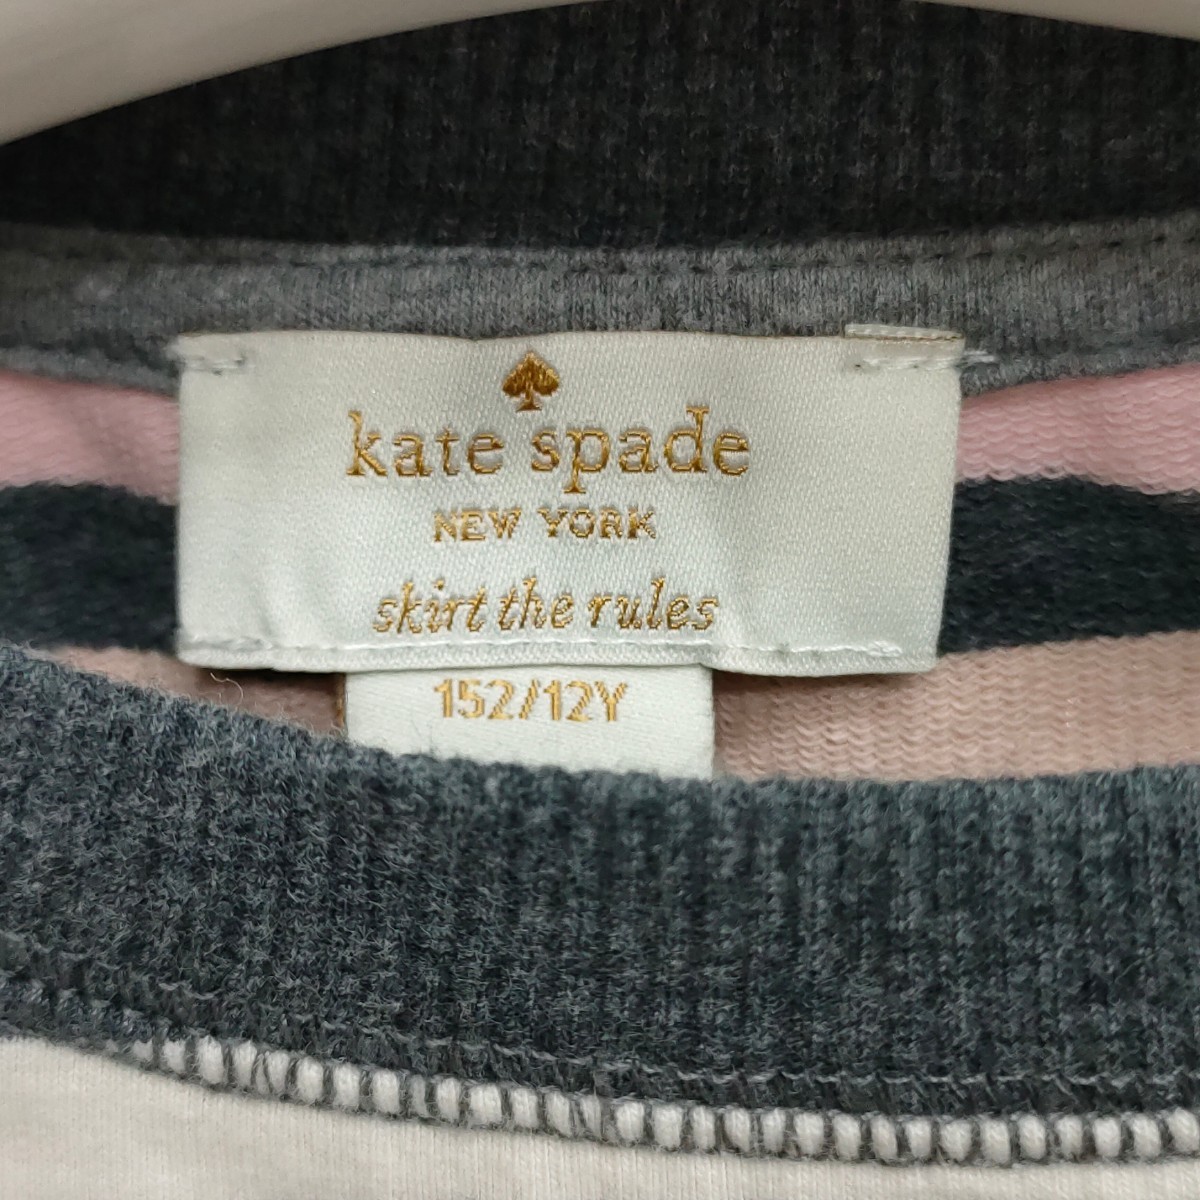 kate spade
NEW YORK
skirt the rules
152/12Y